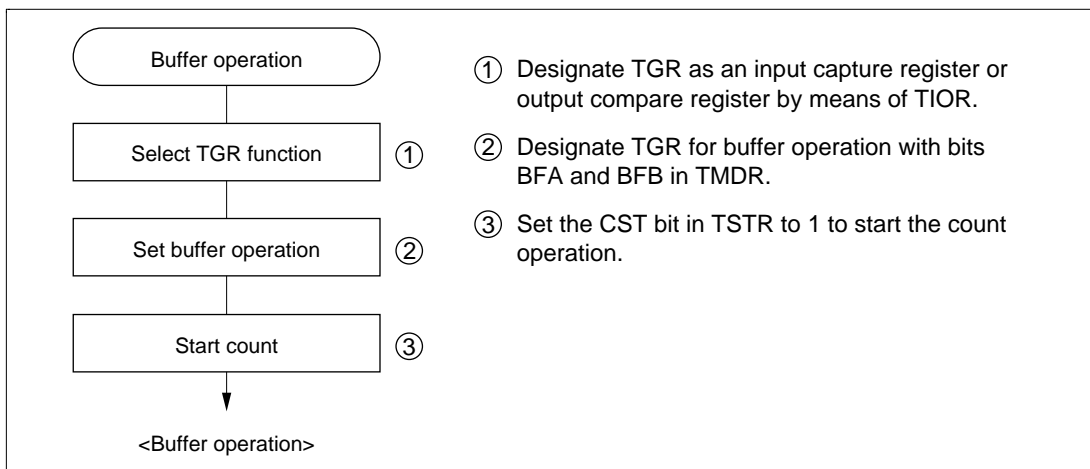 Buffer operation
Select TGR function
①
Set buffer operation
②
Start count
③
<Buffer operation>
① Designate TGR as an input capture register or
output compare register by means of TIOR.
② Designate TGR for buffer operation with bits
BFA and BFB in TMDR.
③ Set the CST bit in TSTR to 1 to start the count
operation.